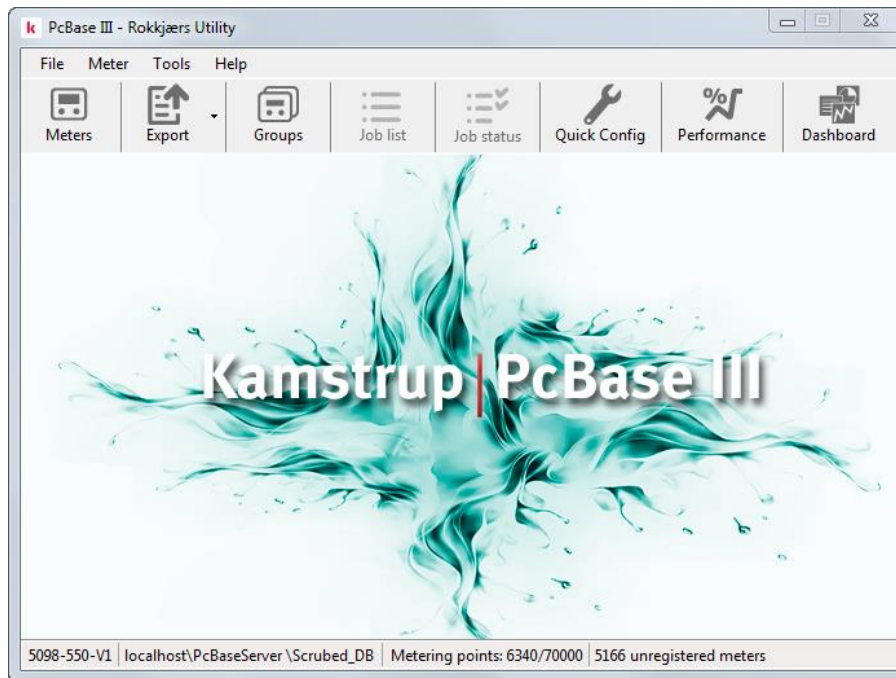 k PcBase III - Rokkjærs Utility
File Meter Tools Help
Meters Export Groups Job list Job status Quick Config Performance Dashboard
Kamstrup | PcBase III
5098-550-V1 localhost\PcBaseServer \Scrubed_DB Metering points: 6340/70000 5166 unregistered meters